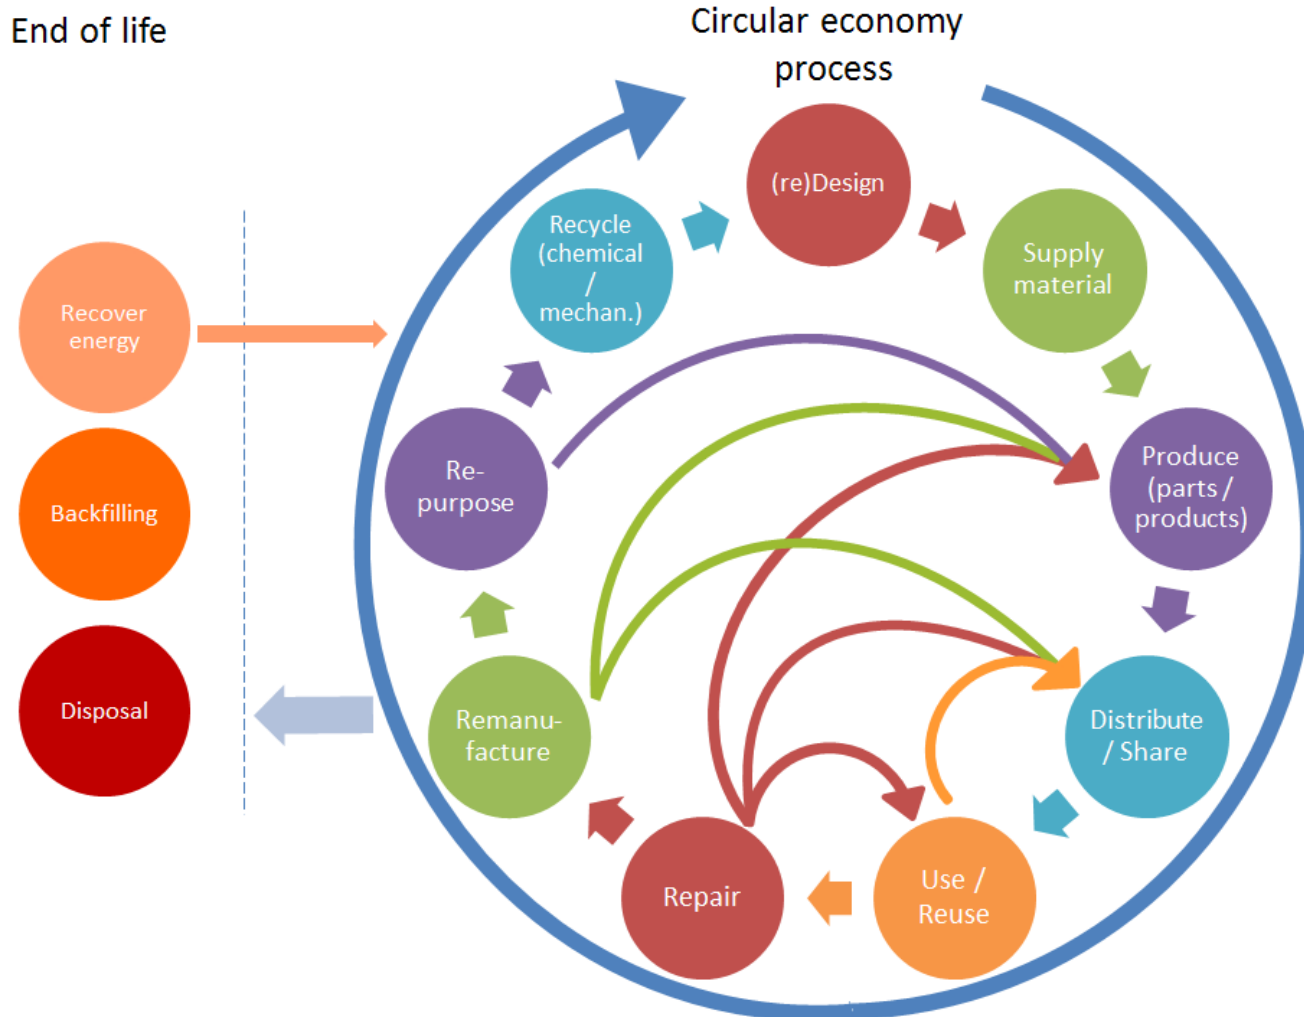 End of life
Circular economy
process
(re)Design
Supply
material
Produce
(parts /
products)
Distribute
/ Share
Use /
Reuse
Repair
Remanu-
facture
Re-
purpose
Recycle
(chemical
/
mechan.)
Recover
energy
Backfilling
Disposal